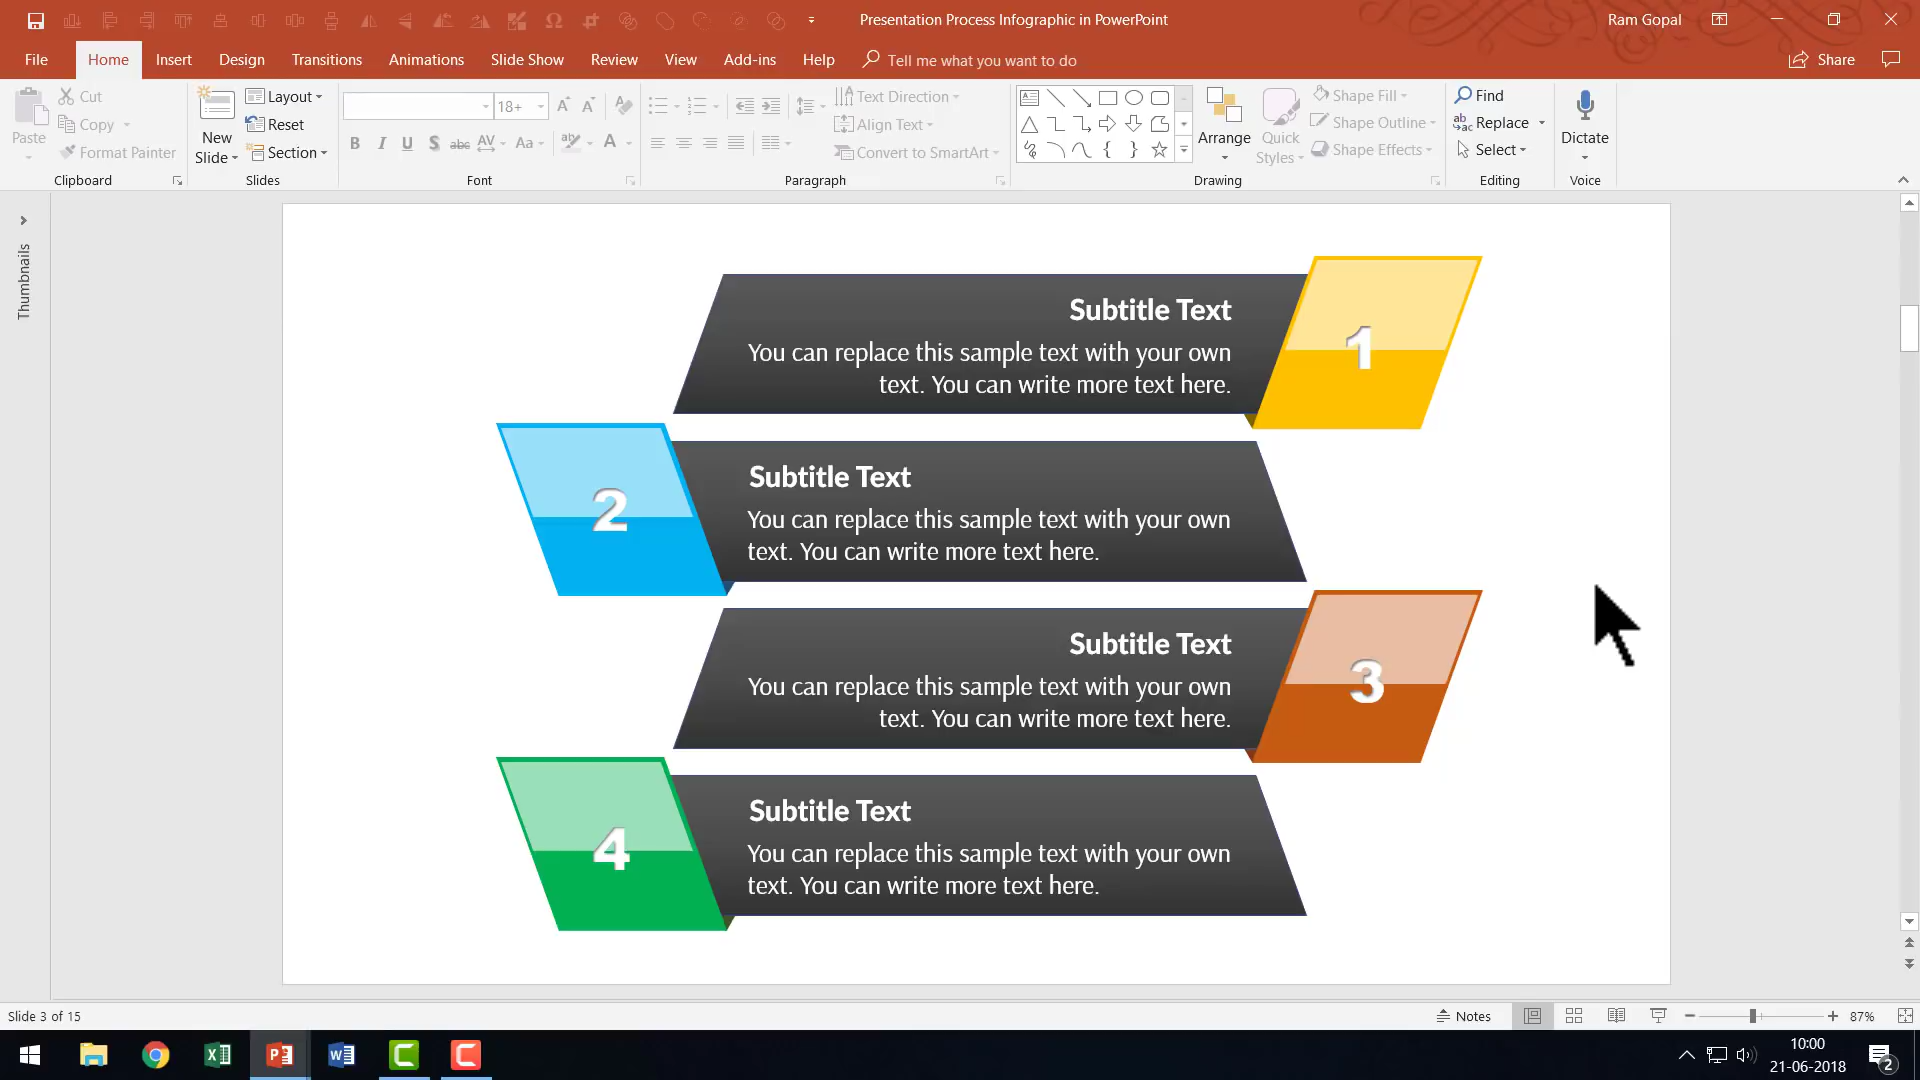 Presentation Process Infographic in PowerPoint
Ram Gopal
File Home Insert Design Transitions Animations Slide Show Review View Add-ins Help Tell me what you want to do Share
Paste
Cut
Copy
Format Painter
Clipboard
New Slide
Layout
Reset
Section
Slides
18+
B I U S abc AV Aa A
Font
Text Direction
Align Text
Convert to SmartArt
Paragraph
Arrange
Quick Styles
Shape Fill
Shape Outline
Shape Effects
Drawing
Find
Replace
Select
Editing
Dictate
Voice
Thumbnails
Subtitle Text
You can replace this sample text with your own
text. You can write more text here.
1
2
Subtitle Text
You can replace this sample text with your own
text. You can write more text here.
Subtitle Text
You can replace this sample text with your own
text. You can write more text here.
3
4
Subtitle Text
You can replace this sample text with your own
text. You can write more text here.
Slide 3 of 15
Notes
87%
10:00
21-06-2018
2